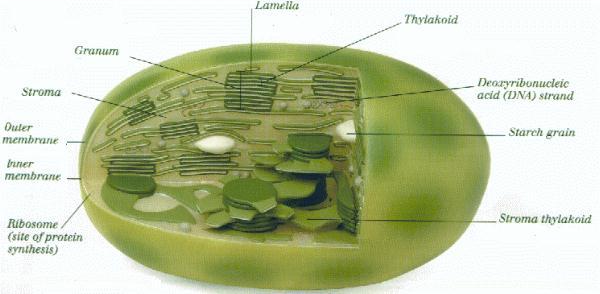 Lamella
Thylakoid
Granum
Stroma
Deoxyribonucleic
acid (DNA) strand
Outer
membrane
Starch grain
Inner
membrane
Ribosome
(site of protein
synthesis)
Stroma thylakoid